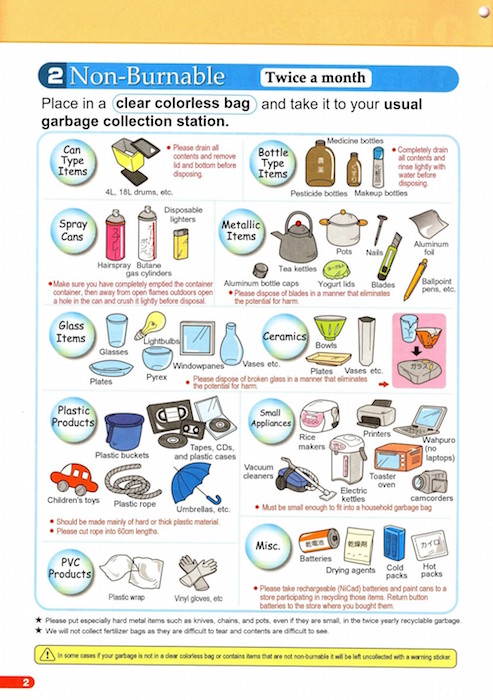 2 Non-Burnable
Twice a month
Place in a clear colorless bag and take it to your usual
garbage collection station.
Can
Type
Items
4L, 18L drums, etc.
● Please drain all
contents and remove
lid and bottom before
disposing.
Bottle
Type
Items
Medicine bottles
農薬
Pesticide bottles
Makeup bottles
● Completely drain
all contents and
rinse lightly with
water before
disposing.
Spray
Cans
Disposable
lighters
Hairspray
Butane
gas cylinders
●Make sure you have completely emptied the container
container, then away from open flames outdoors open
a hole in the can and crush it lightly before disposal.
Metallic
Items
Tea kettles
Pots
Nails
Aluminum
foil
Aluminum bottle caps
Yogurt lids
Blades
Ballpoint
pens, etc.
● Please dispose of blades in a manner that eliminates
the potential for harm.
Glass
Items
Glasses
Lightbulbs
Windowpanes
Vases etc.
Plates
Pyrex
Ceramics
Bowls
Plates
Vases etc.
ガラス
● Please dispose of broken glass in a manner that eliminates
the potential for harm.
Plastic
Products
Plastic buckets
Tapes, CDs,
and plastic cases
Children's toys
Plastic rope
Umbrellas, etc.
● Should be made mainly of hard or thick plastic material.
● Please cut rope into 60cm lengths.
Small
Appliances
Rice
makers
Printers
Wahpuro
(no
laptops)
Vacuum
cleaners
Electric
kettles
Toaster
oven
camcorders
● Must be small enough to fit into a household garbage bag
PVC
Products
Plastic wrap
Vinyl gloves, etc
Misc.
乾電池
乾燥剤
カイロ
Batteries
Drying agents
Cold
packs
Hot
packs
● Please take rechargeable (NiCad) batteries and paint cans to a
store participating in recycling those items. Return button
batteries to the store where you bought them.
★ Please put especially hard metal items such as knives, chains, and pots, even if they are small, in the twice yearly recyclable garbage.
★ We will not collect fertilizer bags as they are difficult to tear and contents are difficult to see.
In some cases if your garbage is not in a clear colorless bag or contains items that are not non-burnable it will be left uncollected with a warning sticker.
2